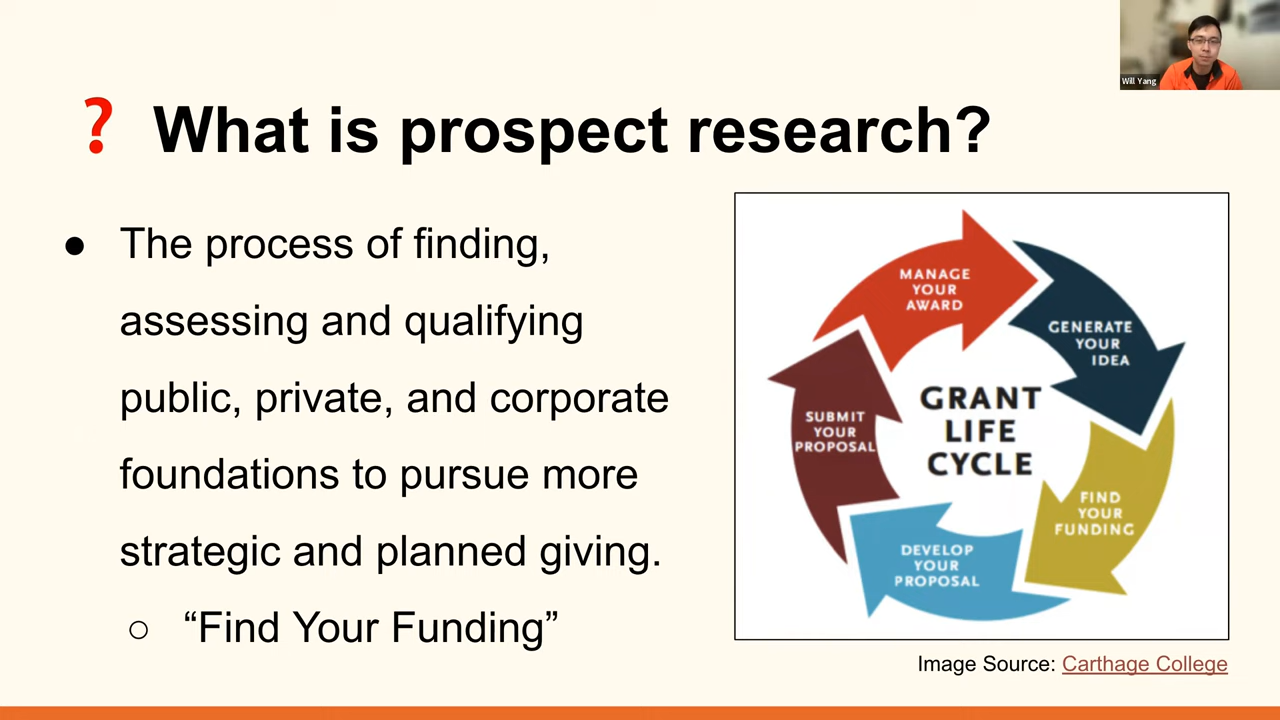 Will Yang
❓ What is prospect research?
● The process of finding,
assessing and qualifying
public, private, and corporate
foundations to pursue more
strategic and planned giving.
○ “Find Your Funding”
MANAGE
YOUR
AWARD
GENERATE
YOUR
IDEA
FIND
YOUR
FUNDING
DEVELOP
YOUR
PROPOSAL
SUBMIT
YOUR
PROPOSAL
GRANT
LIFE
CYCLE
Image Source: Carthage College